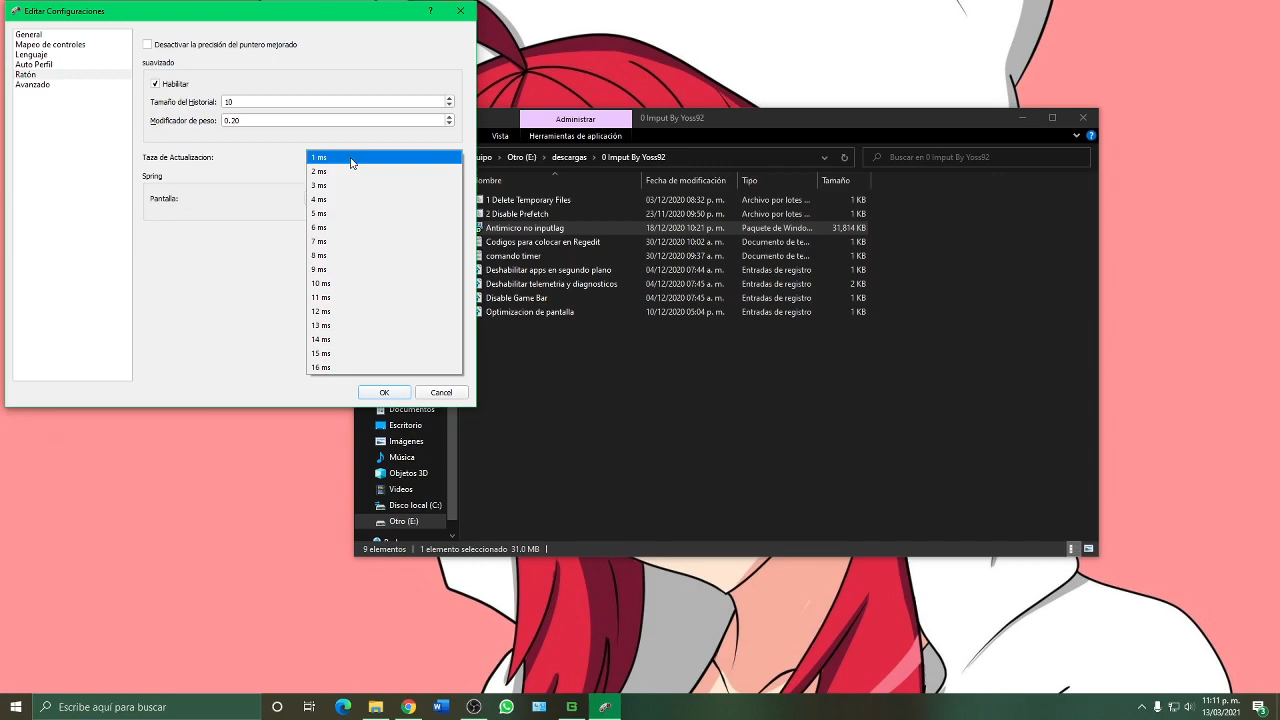 Editar Configuraciones
?
General
Mapeo de controles
Lenguaje
Auto Perfil
Ratón
Avanzado
Desactivar la precisión del puntero mejorado
suavizado
Habilitar
Tamaño del Historial: 10
Modificador de peso: 0.20
Taza de Actualizacion:
1 ms
2 ms
3 ms
4 ms
5 ms
6 ms
7 ms
8 ms
9 ms
10 ms
11 ms
12 ms
13 ms
14 ms
15 ms
16 ms
Spring
Pantalla:
OK
Cancel
Administrar
0 Imput By Yoss92
Vista
Herramientas de aplicación
?
quipo > Otro (E:) > descargas > 0 Imput By Yoss92
Buscar en 0 Imput By Yoss92
ombre Fecha de modificación Tipo Tamaño
1 Delete Temporary Files 03/12/2020 08:32 p. m. Archivo por lotes ... 1 KB
2 Disable Prefetch 23/11/2020 09:50 p. m. Archivo por lotes ... 1 KB
Antimicro no inputlag 18/12/2020 10:21 p. m. Paquete de Windo... 31,814 KB
Codigos para colocar en Regedit 30/12/2020 10:07 a. m. Documento de te... 1 KB
comando timer 30/12/2020 09:37 a. m. Documento de te... 1 KB
Deshabilitar apps en segundo plano 04/12/2020 07:44 a. m. Entradas de registro 1 KB
Deshabilitar telemetria y diagnosticos 04/12/2020 07:45 a. m. Entradas de registro 2 KB
Disable Game Bar 04/12/2020 07:45 a. m. Entradas de registro 1 KB
Optimizacion de pantalla 10/12/2020 05:04 p. m. Entradas de registro 1 KB
Documentos
Escritorio
Imágenes
Música
Objetos 3D
Videos
Disco local (C:)
Otro (E:)
9 elementos 1 elemento seleccionado 31.0 MB
Escribe aquí para buscar
11:11 p. m.
13/03/2021
3